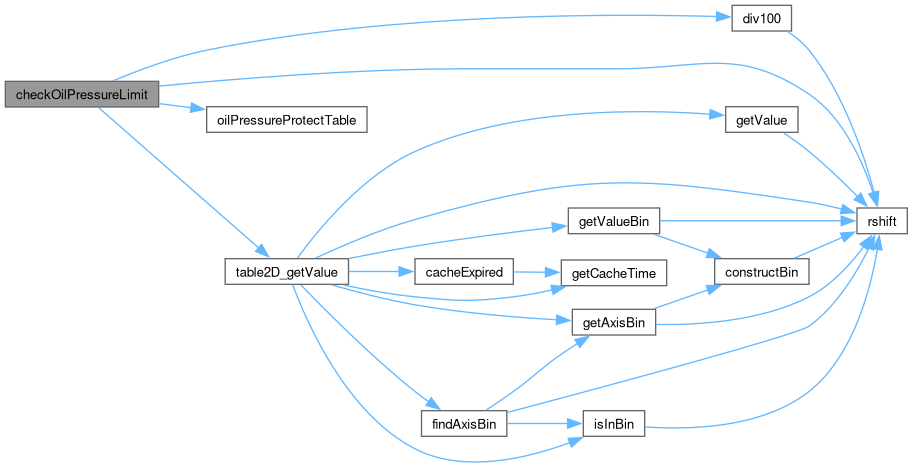 div100
checkOilPressureLimit
oilPressureProtectTable
getValue
getValueBin
rshift
table2D_getValue
cacheExpired
getCacheTime
constructBin
getAxisBin
findAxisBin
isInBin